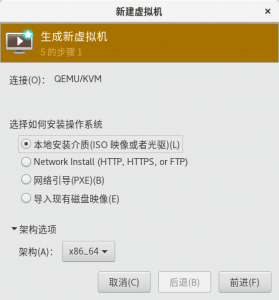 新建虚拟机
生成新虚拟机
5 的步骤 1
连接(O): QEMU/KVM
选择如何安装操作系统
本地安装介质(ISO 映像或者光驱)(L)
Network Install (HTTP, HTTPS, or FTP)
网络引导(PXE)(B)
导入现有磁盘映像(E)
架构选项
架构(A): x86_64
取消(C) 后退(B) 前进(F)